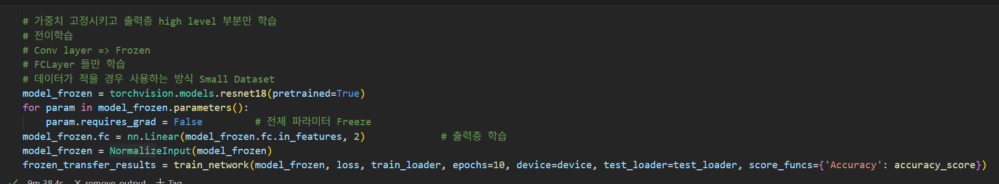 # 가중치 고정시키고 출력층 high level 부분만 학습
# 전이학습
# Conv layer => Frozen
# FCLayer 들만 학습
# 데이터가 적을 경우 사용하는 방식 Small Dataset
model_frozen = torchvision.models.resnet18(pretrained=True)
for param in model_frozen.parameters():
    param.requires_grad = False         # 전체 파라미터 Freeze
model_frozen.fc = nn.Linear(model_frozen.fc.in_features, 2)             # 출력층 학습
model_frozen = NormalizeInput(model_frozen)
frozen_transfer_results = train_network(model_frozen, loss, train_loader, epochs=10, device=device, test_loader=test_loader, score_funcs={'Accuracy': accuracy_score})
9m 38.4s remove_output Tag